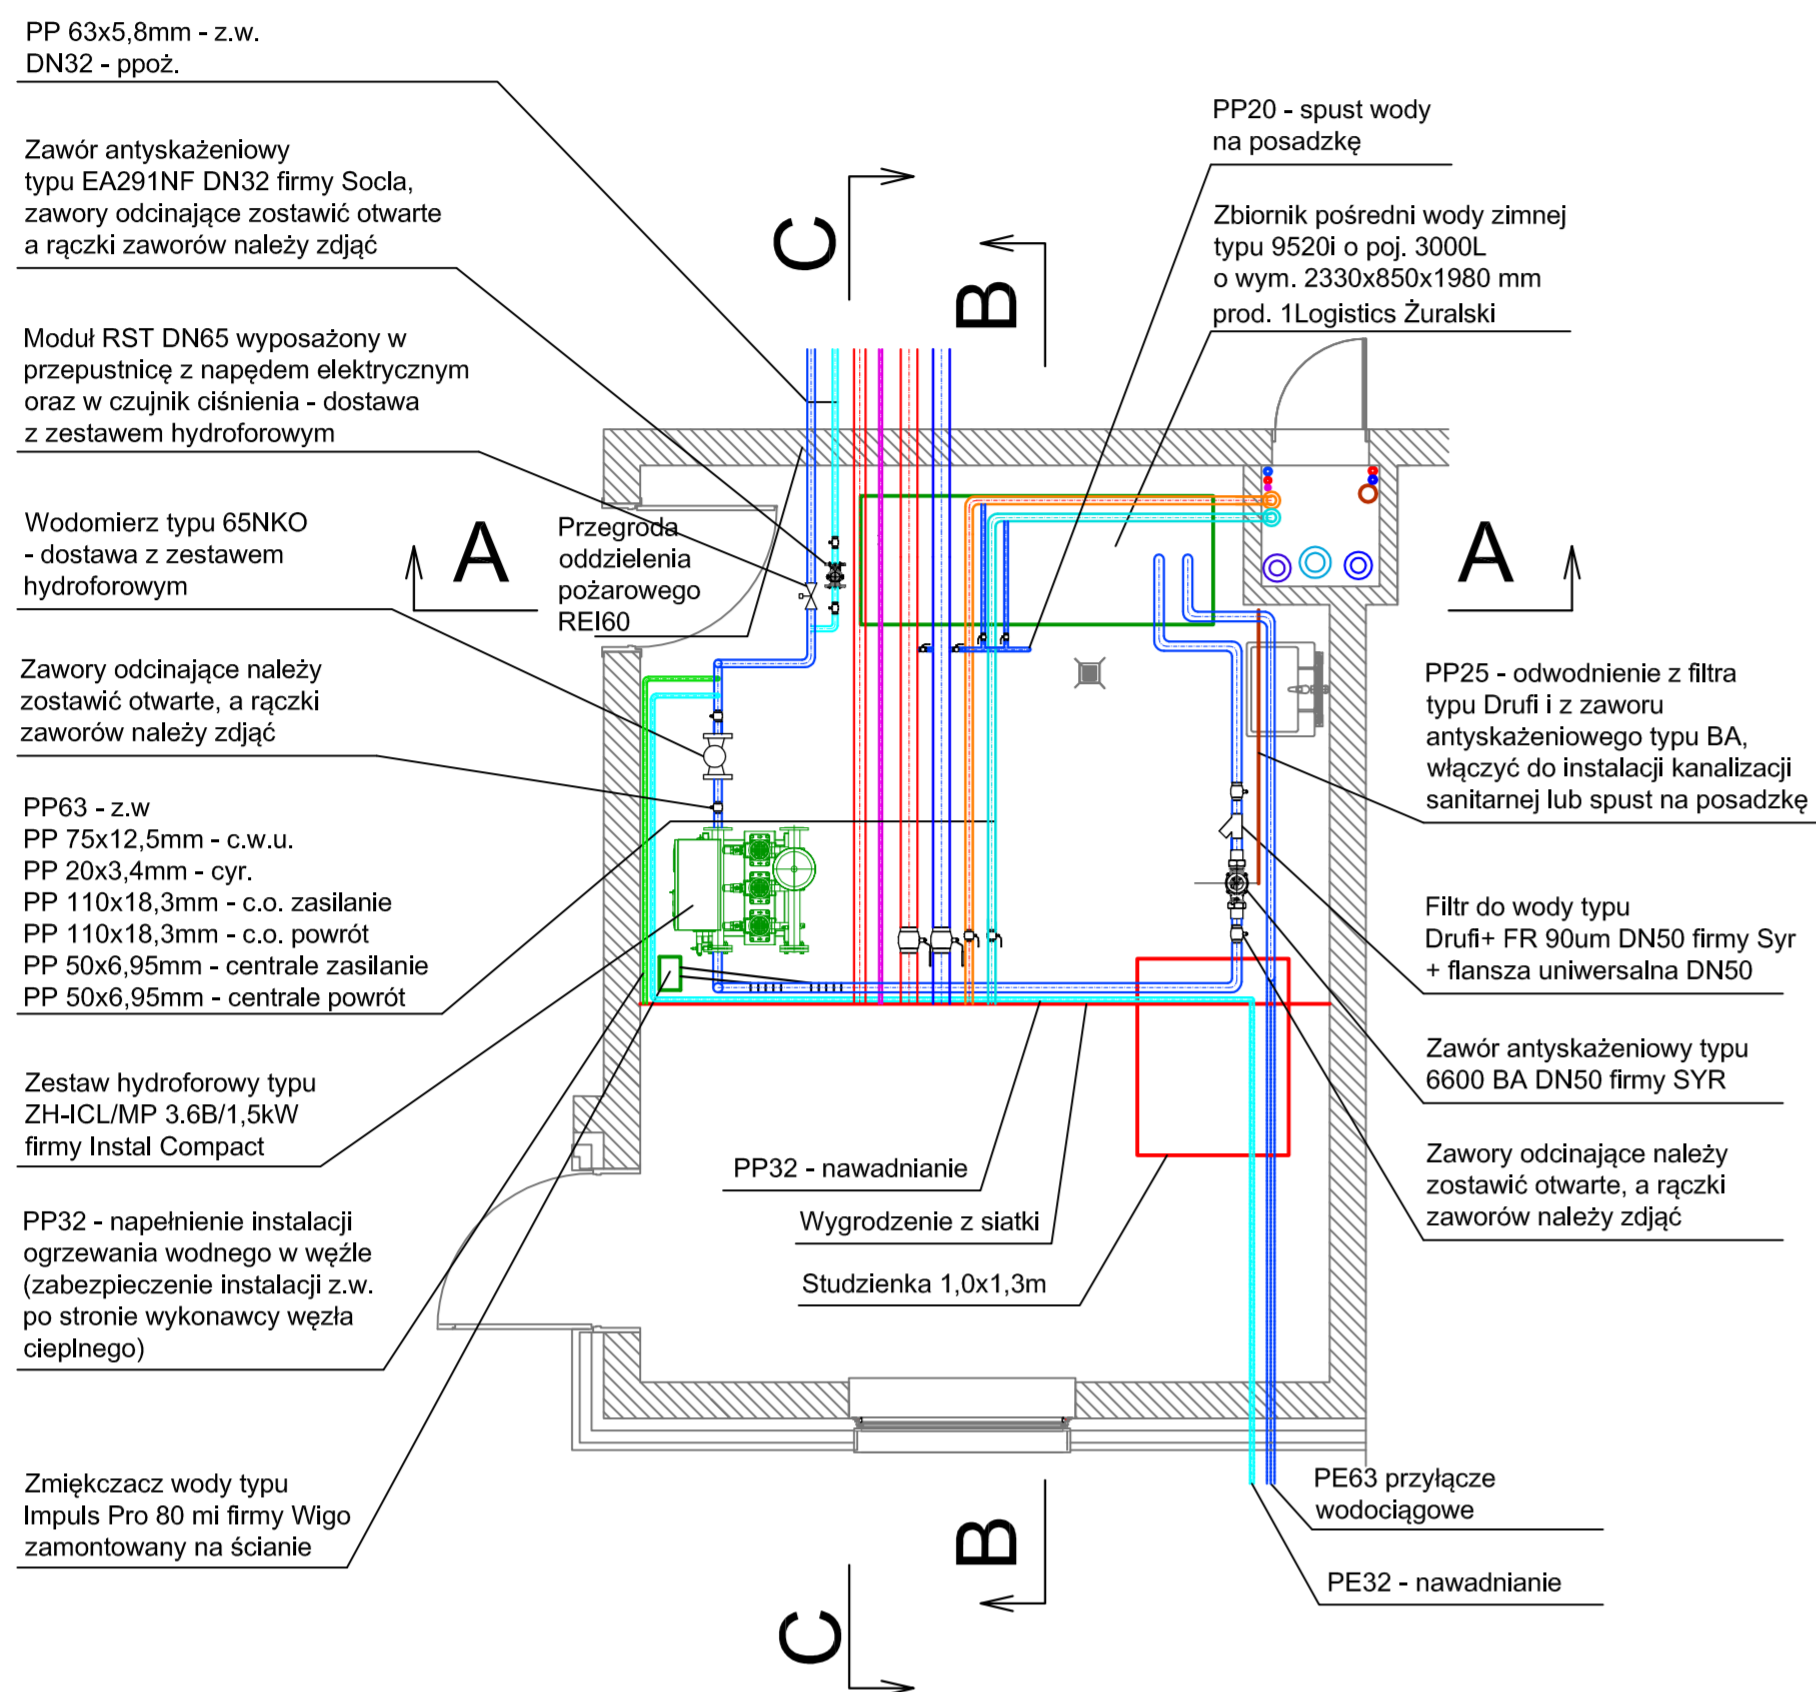 PP 63x5,8mm - z.w.
DN32 - ppoż.
Zawór antyskażeniowy
typu EA291NF DN32 firmy Socla,
zawory odcinające zostawić otwarte
a rączki zaworów należy zdjąć
Moduł RST DN65 wyposażony w
przepustnicę z napędem elektrycznym
oraz w czujnik ciśnienia - dostawa
z zestawem hydroforowym
Wodomierz typu 65NKO
- dostawa z zestawem
hydroforowym
Zawory odcinające należy
zostawić otwarte, a rączki
zaworów należy zdjąć
PP63 - z.w
PP 75x12,5mm - c.w.u.
PP 20x3,4mm - cyr.
PP 110x18,3mm - c.o. zasilanie
PP 110x18,3mm - c.o. powrót
PP 50x6,95mm - centrale zasilanie
PP 50x6,95mm - centrale powrót
Zestaw hydroforowy typu
ZH-ICL/MP 3.6B/1,5kW
firmy Instal Compact
PP32 - napełnienie instalacji
ogrzewania wodnego w węźle
(zabezpieczenie instalacji z.w.
po stronie wykonawcy węzła
cieplnego)
Zmiękczacz wody typu
Impuls Pro 80 mi firmy Wigo
zamontowany na ścianie
C
B
A
Przegroda
oddzielenia
pożarowego
REI60
PP32 - nawadnianie
Wygrodzenie z siatki
Studzienka 1,0x1,3m
B
C
PP20 - spust wody
na posadzkę
Zbiornik pośredni wody zimnej
typu 9520i o poj. 3000L
o wym. 2330x850x1980 mm
prod. 1Logistics Żuralski
A
PP25 - odwodnienie z filtra
typu Drufi i z zaworu
antyskażeniowego typu BA,
włączyć do instalacji kanalizacji
sanitarnej lub spust na posadzkę
Filtr do wody typu
Drufi+ FR 90um DN50 firmy Syr
+ flansza uniwersalna DN50
Zawór antyskażeniowy typu
6600 BA DN50 firmy SYR
Zawory odcinające należy
zostawić otwarte, a rączki
zaworów należy zdjąć
PE63 przyłącze
wodociągowe
PE32 - nawadnianie